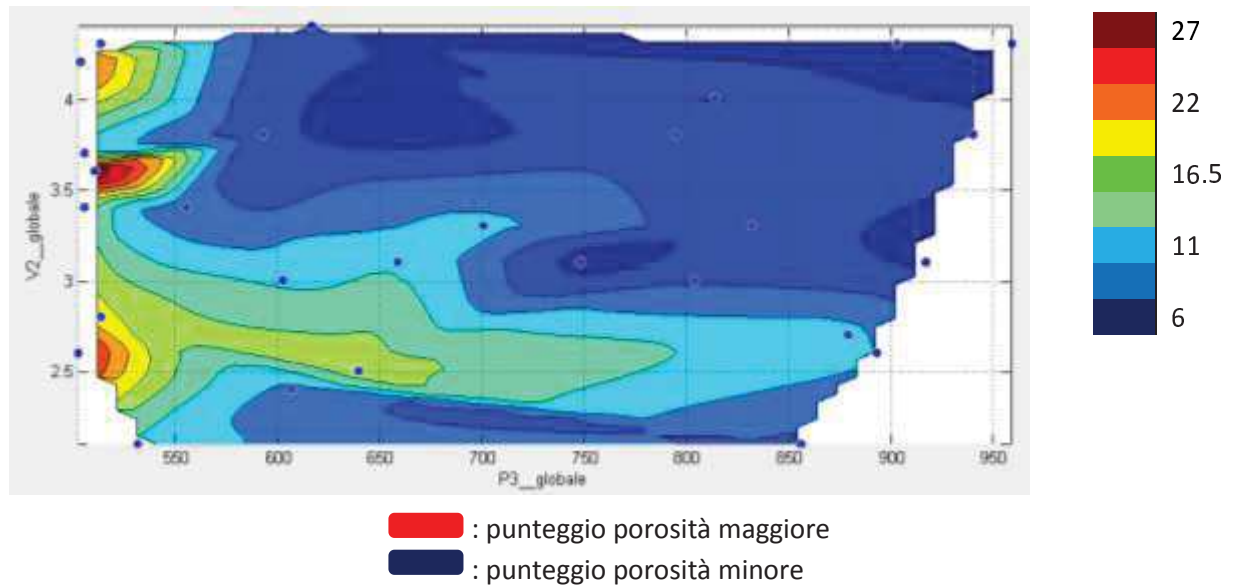 27
22
16.5
11
6
4
3.5
3
2.5
V2__globale
550 600 650 700 750 800 850 900 950
P3__globale
: punteggio porosità maggiore
: punteggio porosità minore